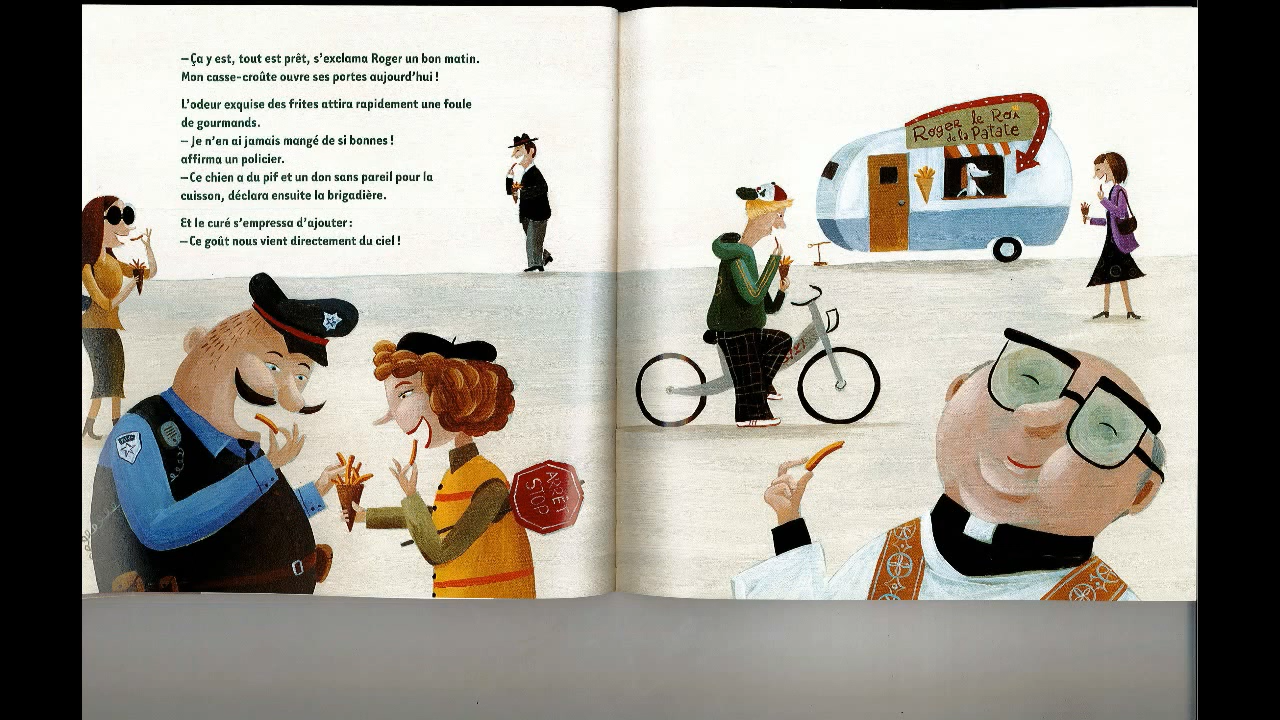 –Ça y est, tout est prêt, s'exclama Roger un bon matin.
Mon casse-croûte ouvre ses portes aujourd'hui !
L'odeur exquise des frites attira rapidement une foule
de gourmands.
– Je n'en ai jamais mangé de si bonnes !
affirma un policier.
–Ce chien a du pif et un don sans pareil pour la
cuisson, déclara ensuite la brigadière.
Et le curé s'empressa d'ajouter :
–Ce goût nous vient directement du ciel !
Roger le Roi
de la Patate
ARRÊT
STOP